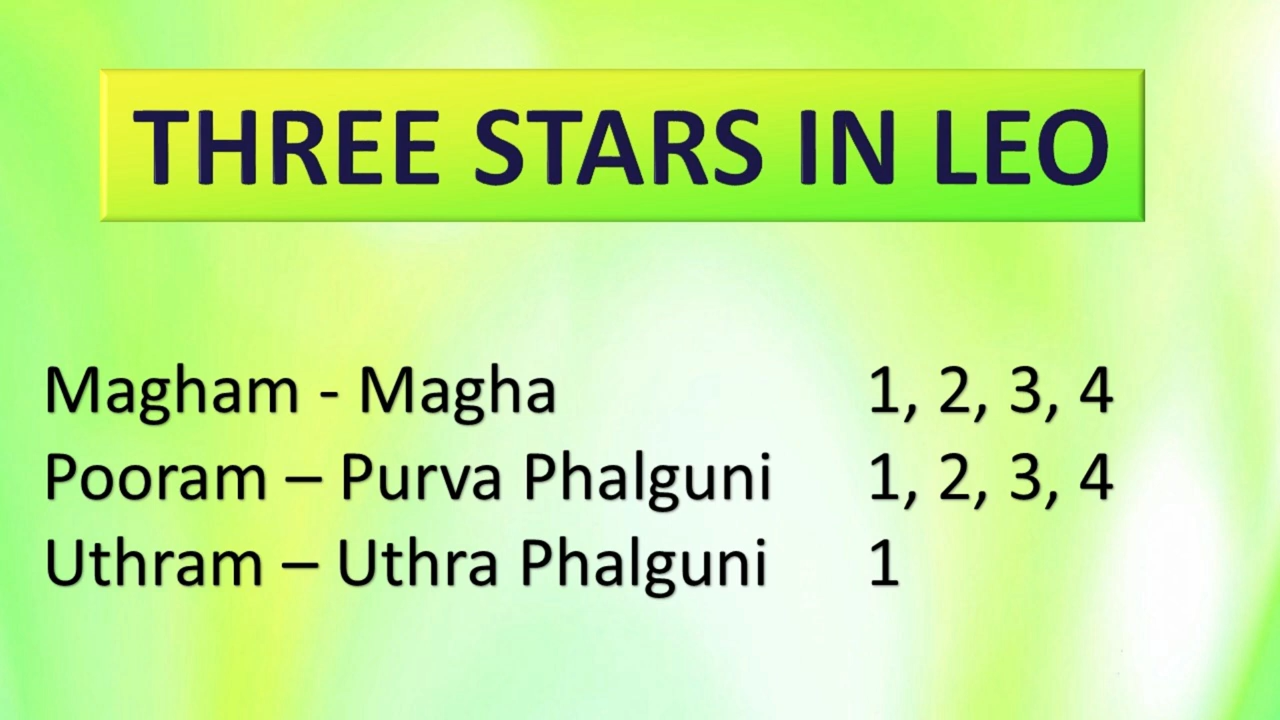 THREE STARS IN LEO
Magham - Magha 1, 2, 3, 4
Pooram – Purva Phalguni 1, 2, 3, 4
Uthram – Uthra Phalguni 1